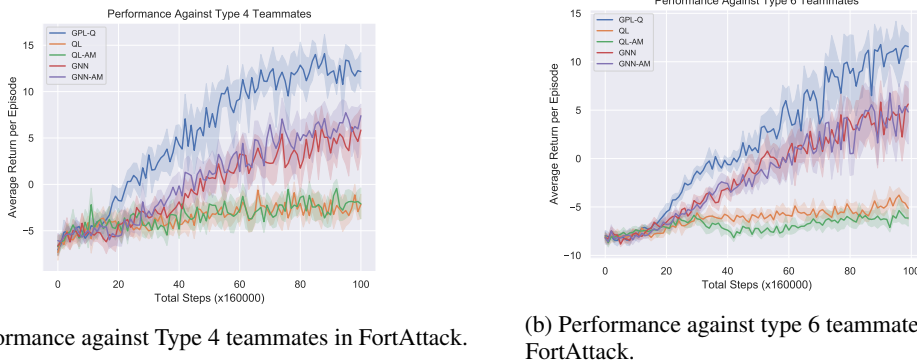 Performance Against Type 4 Teammates
GPL-Q
QL
QL-AM
GNN
GNN-AM
15
10
5
0
−5
Average Return per Episode
0 20 40 60 80 100
Total Steps (x160000)
Performance Against Type 6 Teammates
GPL-Q
QL
QL-AM
GNN
GNN-AM
15
10
5
0
−5
−10
Average Return per Episode
0 20 40 60 80 100
Total Steps (x160000)
ormance against Type 4 teammates in FortAttack.
(b) Performance against type 6 teammate
FortAttack.